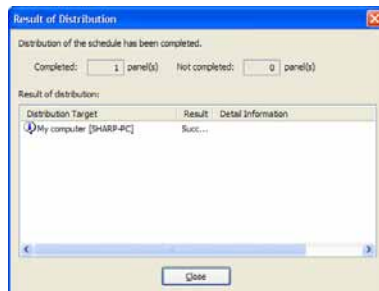 Result of Distribution
Distribution of the schedule has been completed.
Completed: 1 panel(s) Not completed: 0 panel(s)
Result of distribution:
Distribution Target Result Detail Information
My computer [SHARP-PC] Succ...
Close